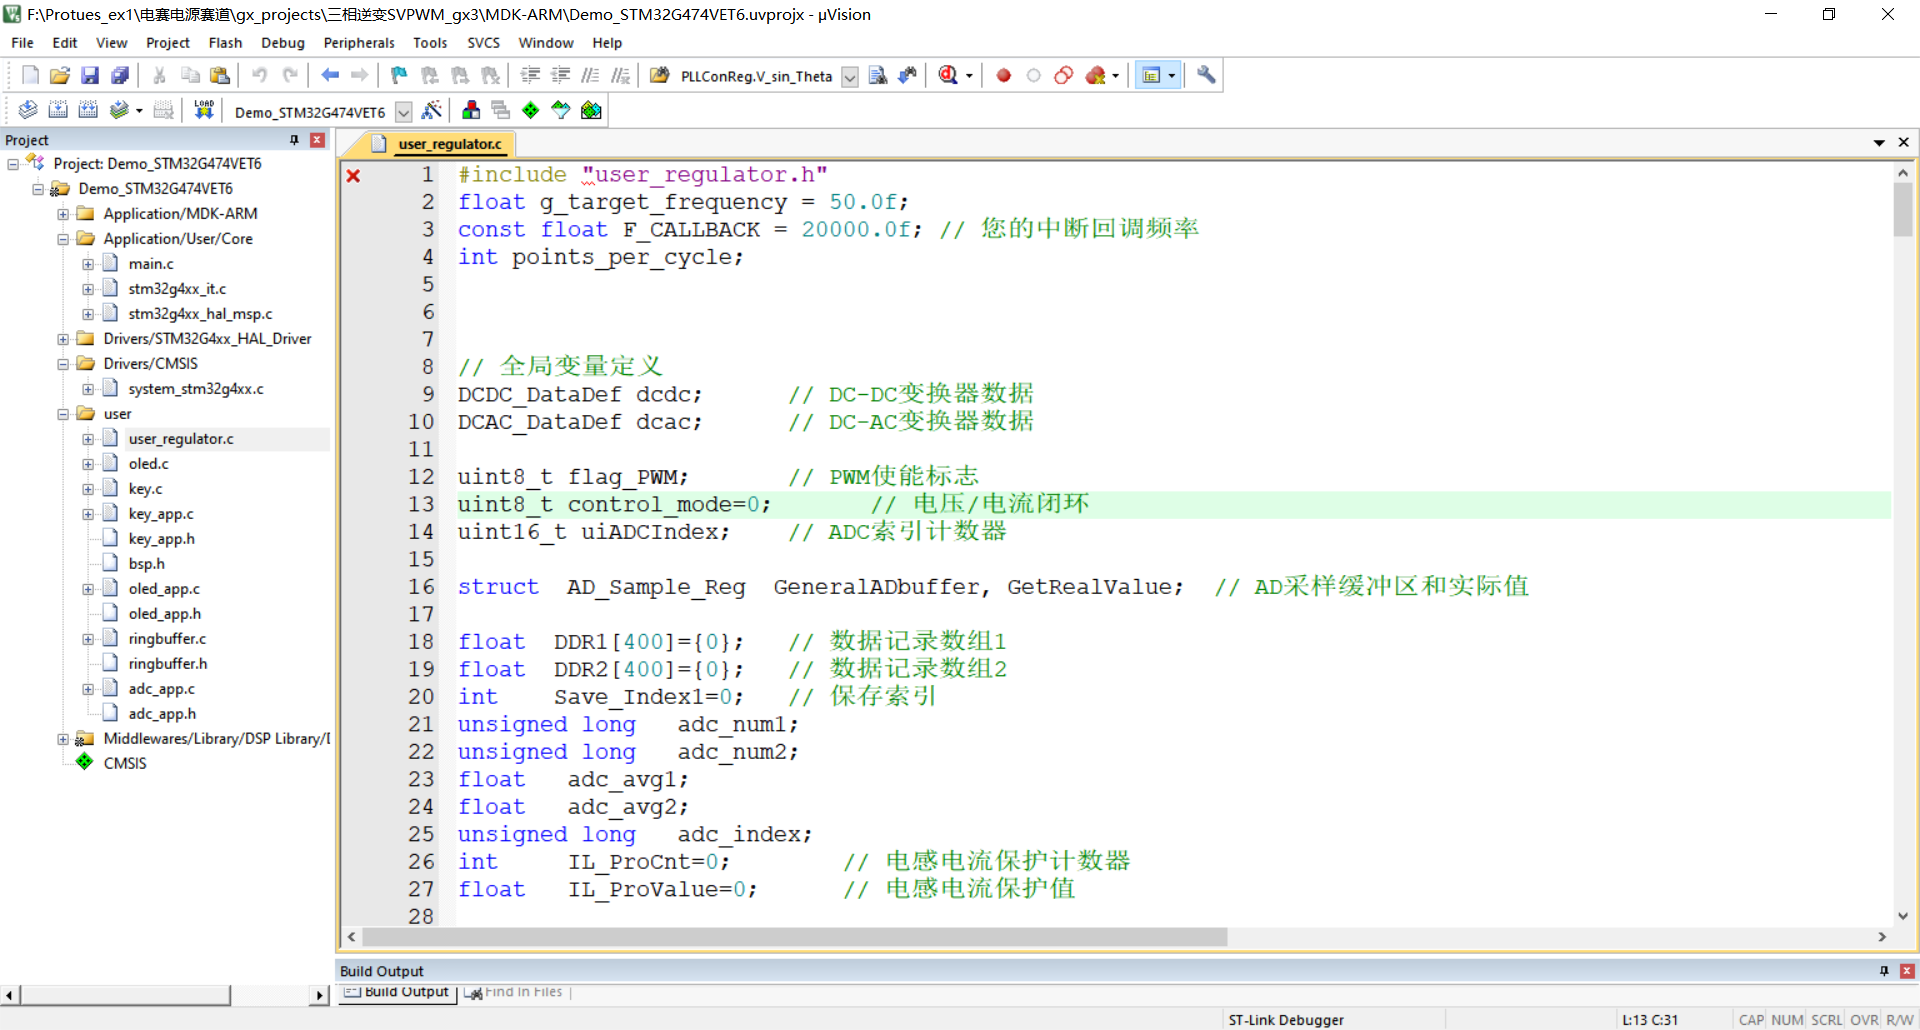 F:\Protues_ex1\电赛电源赛道\gx_projects\三相逆变SVPWM_gx3\MDK-ARM\Demo_STM32G474VET6.uvprojx - µVision
File Edit View Project Flash Debug Peripherals Tools SVCS Window Help
PLLConReg.V_sin_Theta
LOAD Demo_STM32G474VET6
Project
Project: Demo_STM32G474VET6
Demo_STM32G474VET6
Application/MDK-ARM
Application/User/Core
main.c
stm32g4xx_it.c
stm32g4xx_hal_msp.c
Drivers/STM32G4xx_HAL_Driver
Drivers/CMSIS
system_stm32g4xx.c
user
user_regulator.c
oled.c
key.c
key_app.c
key_app.h
bsp.h
oled_app.c
oled_app.h
ringbuffer.c
ringbuffer.h
adc_app.c
adc_app.h
Middlewares/Library/DSP Library/
CMSIS
user_regulator.c
1 #include "user_regulator.h"
2 float g_target_frequency = 50.0f;
3 const float F_CALLBACK = 20000.0f; // 您的中断回调频率
4 int points_per_cycle;
5
6
7
8 // 全局变量定义
9 DCDC_DataDef dcdc; // DC-DC变换器数据
10 DCAC_DataDef dcac; // DC-AC变换器数据
11
12 uint8_t flag_PWM; // PWM使能标志
13 uint8_t control_mode=0; // 电压/电流闭环
14 uint16_t uiADCIndex; // ADC索引计数器
15
16 struct AD_Sample_Reg GeneralADbuffer, GetRealValue; // AD采样缓冲区和实际值
17
18 float DDR1[400]={0}; // 数据记录数组1
19 float DDR2[400]={0}; // 数据记录数组2
20 int Save_Index1=0; // 保存索引
21 unsigned long adc_num1;
22 unsigned long adc_num2;
23 float adc_avg1;
24 float adc_avg2;
25 unsigned long adc_index;
26 int IL_ProCnt=0; // 电感电流保护计数器
27 float IL_ProValue=0; // 电感电流保护值
28
Build Output
Build Output Find In Files
ST-Link Debugger L:13 C:31 CAP NUM SCRL OVR R/W